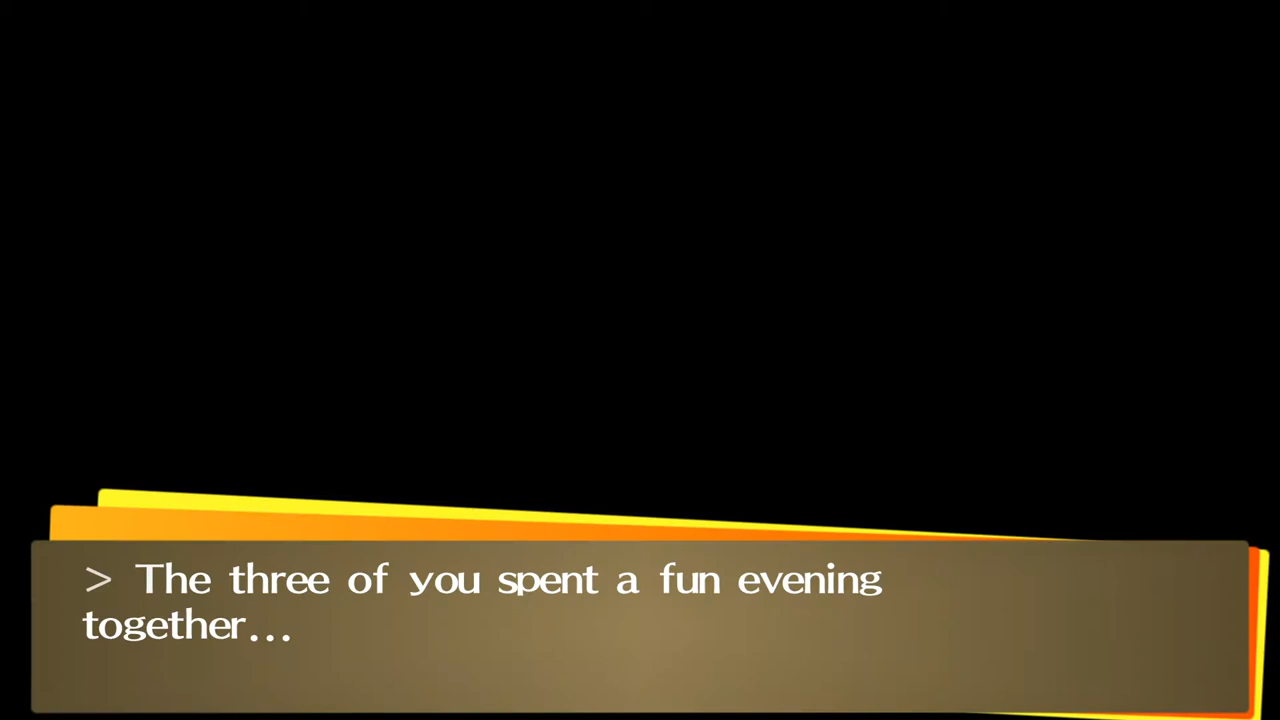 > The three of you spent a fun evening
together...